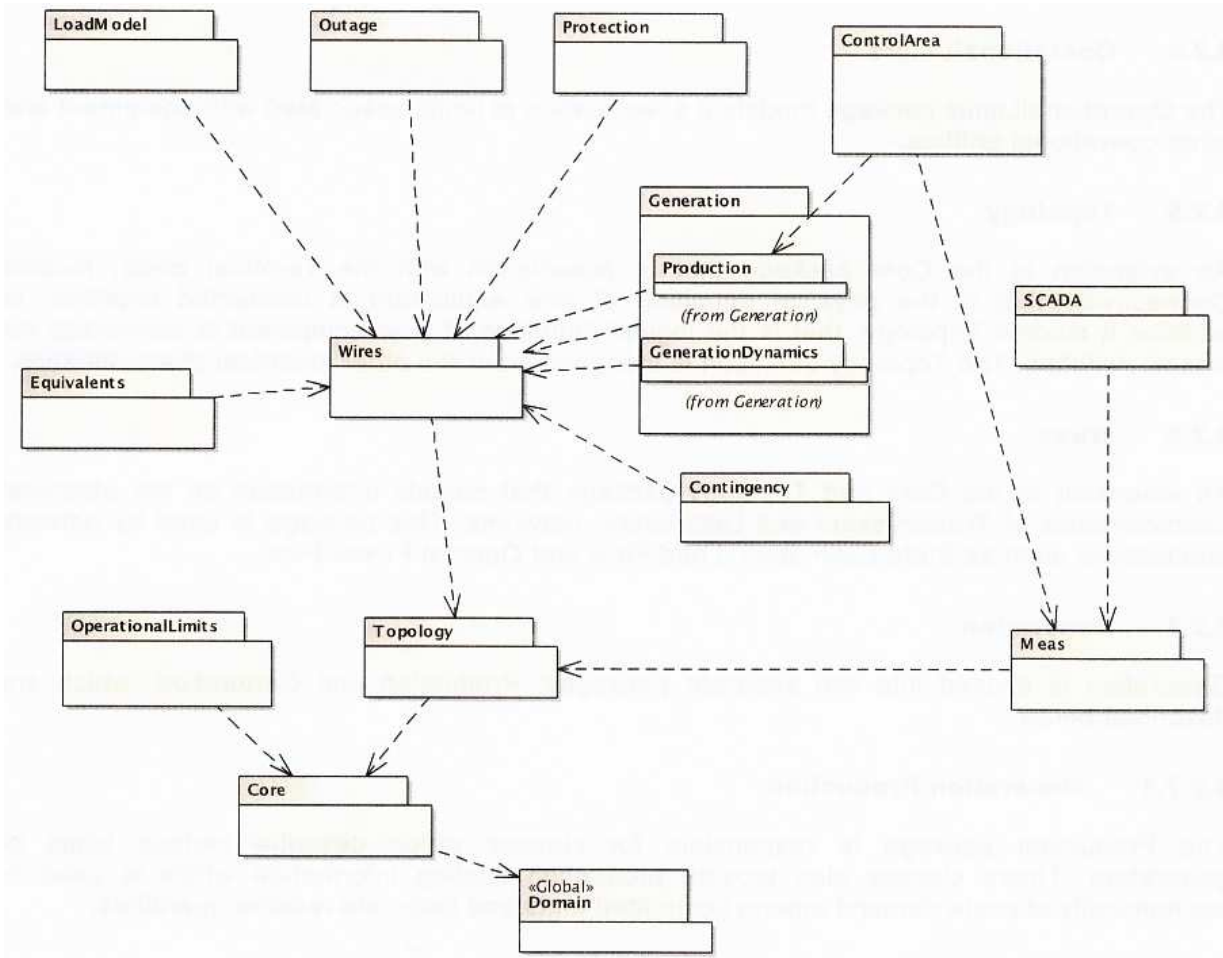 LoadModel
Outage
Protection
ControlArea
Generation
Production
(from Generation)
SCADA
Wires
GenerationDynamics
(from Generation)
Equivalents
Contingency
OperationalLimits
Topology
Meas
Core
«Global»
Domain